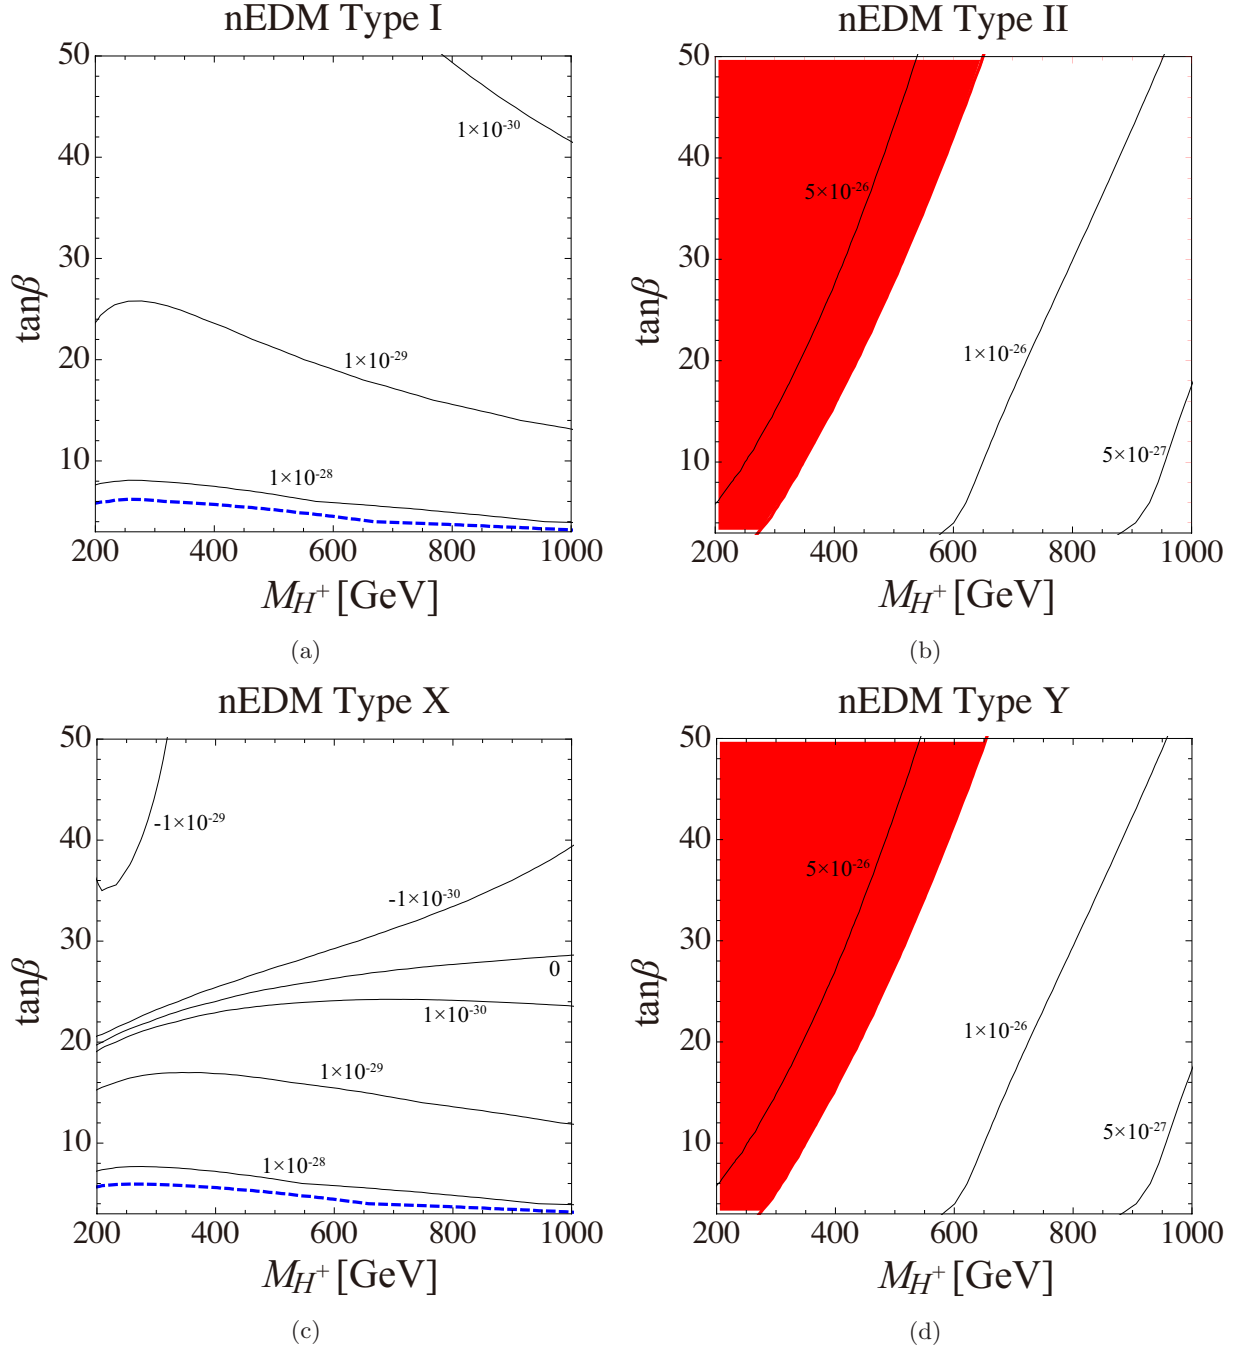 nEDM Type I
50
40
30
20
10
tanβ
1×10⁻³⁰
1×10⁻²⁹
1×10⁻²⁸
200 400 600 800 1000
M_H⁺ [GeV]
(a)
nEDM Type II
50
40
30
20
10
tanβ
5×10⁻²⁶
1×10⁻²⁶
5×10⁻²⁷
200 400 600 800 1000
M_H⁺ [GeV]
(b)
nEDM Type X
50
40
30
20
10
tanβ
-1×10⁻²⁹
-1×10⁻³⁰
0
1×10⁻³⁰
1×10⁻²⁹
1×10⁻²⁸
200 400 600 800 1000
M_H⁺ [GeV]
(c)
nEDM Type Y
50
40
30
20
10
tanβ
5×10⁻²⁶
1×10⁻²⁶
5×10⁻²⁷
200 400 600 800 1000
M_H⁺ [GeV]
(d)